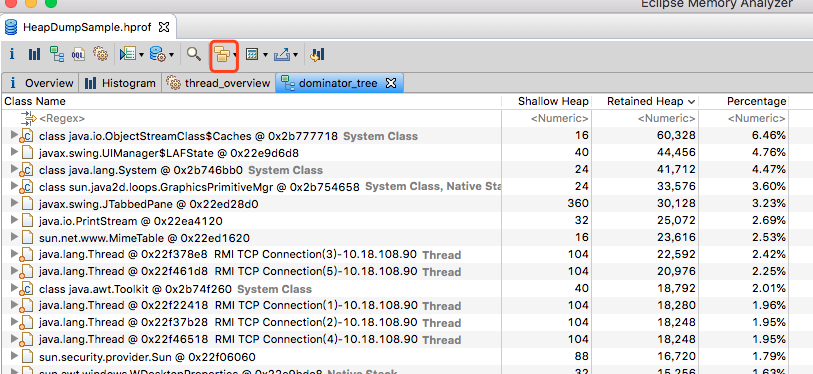 Eclipse Memory Analyzer
HeapDumpSample.hprof
i OQL
i Overview Histogram thread_overview dominator_tree
Class Name Shallow Heap Retained Heap Percentage
<Regex> <Numeric> <Numeric> <Numeric>
class java.io.ObjectStreamClass$Caches @ 0x2b777718 System Class 16 60,328 6.46%
javax.swing.UIManager$LAFState @ 0x22e9d6d8 40 44,456 4.76%
class java.lang.System @ 0x2b746bb0 System Class 24 41,712 4.47%
class sun.java2d.loops.GraphicsPrimitiveMgr @ 0x2b754658 System Class, Native Sta 24 33,576 3.60%
javax.swing.JTabbedPane @ 0x22ed28d0 360 30,128 3.23%
java.io.PrintStream @ 0x22ea4120 32 25,072 2.69%
sun.net.www.MimeTable @ 0x22ed1620 16 23,616 2.53%
java.lang.Thread @ 0x22f378e8 RMI TCP Connection(3)-10.18.108.90 Thread 104 22,592 2.42%
java.lang.Thread @ 0x22f461d8 RMI TCP Connection(5)-10.18.108.90 Thread 104 20,976 2.25%
class java.awt.Toolkit @ 0x2b74f260 System Class 40 18,792 2.01%
java.lang.Thread @ 0x22f22418 RMI TCP Connection(1)-10.18.108.90 Thread 104 18,280 1.96%
java.lang.Thread @ 0x22f37b28 RMI TCP Connection(2)-10.18.108.90 Thread 104 18,248 1.95%
java.lang.Thread @ 0x22f46518 RMI TCP Connection(4)-10.18.108.90 Thread 104 18,248 1.95%
sun.security.provider.Sun @ 0x22f06060 88 16,720 1.79%
sun.awt.windows.WDesktopProperties @ 0x22e9bde8 Native Stack 32 15,256 1.63%